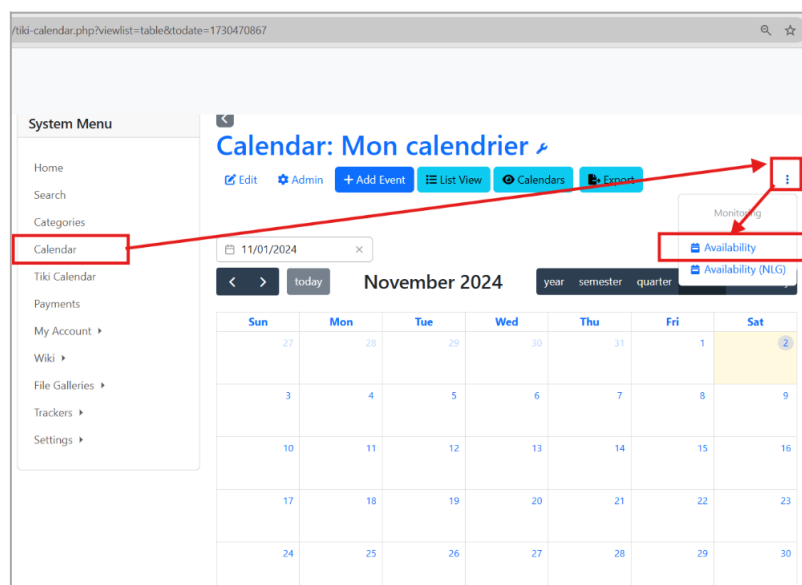 /tiki-calendar.php?viewlist=table&todate=1730470867
System Menu
Home
Search
Categories
Calendar
Tiki Calendar
Payments
My Account
Wiki
File Galleries
Trackers
Settings
Calendar: Mon calendrier
Edit Admin + Add Event List View Calendars Export
Monitoring
Availability
Availability (NLG)
11/01/2024 ×
today November 2024 year semester quarter
Sun Mon Tue Wed Thu Fri Sat
27 28 29 30 31 1 2
3 4 5 6 7 8 9
10 11 12 13 14 15 16
17 18 19 20 21 22 23
24 25 26 27 28 29 30